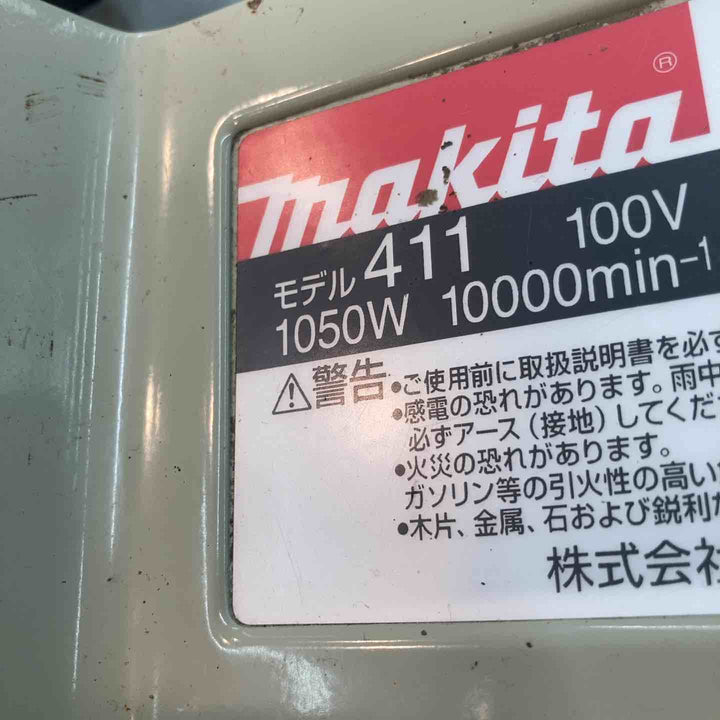 makita ®
モデル 411 100V
1050W 10000min-1
警告 •ご使用前に取扱説明書を必ず
•感電の恐れがあります。雨中
必ずアース(接地)してくだ
•火災の恐れがあります。
ガソリン等の引火性の高い
•木片、金属、石および鋭利
株式会社